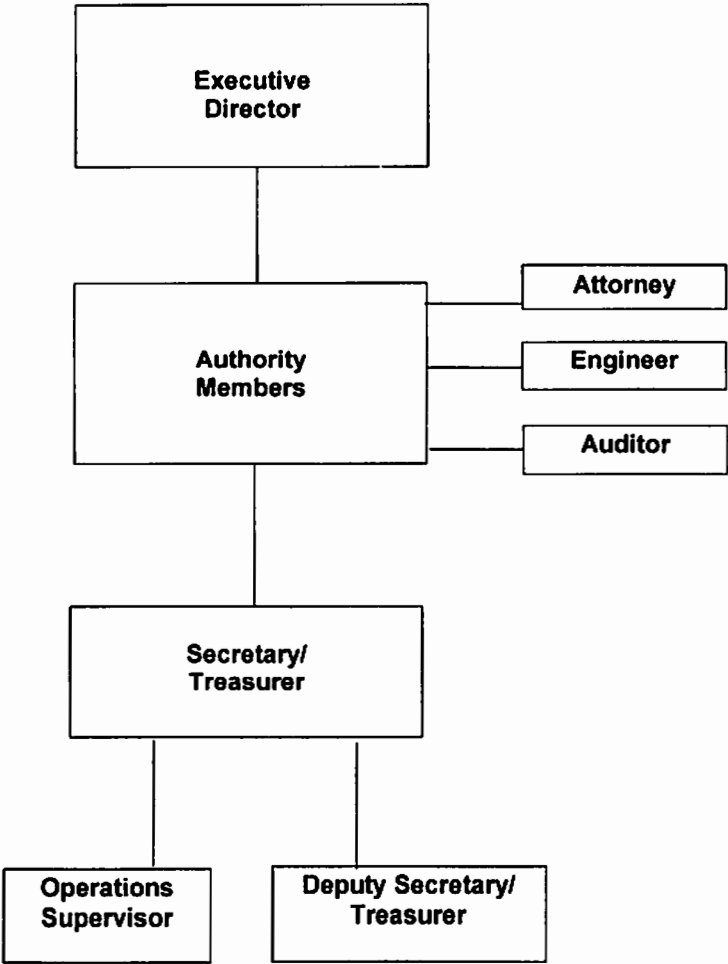 Executive
Director
Attorney
Authority
Members
Engineer
Auditor
Secretary/
Treasurer
Operations
Supervisor
Deputy Secretary/
Treasurer